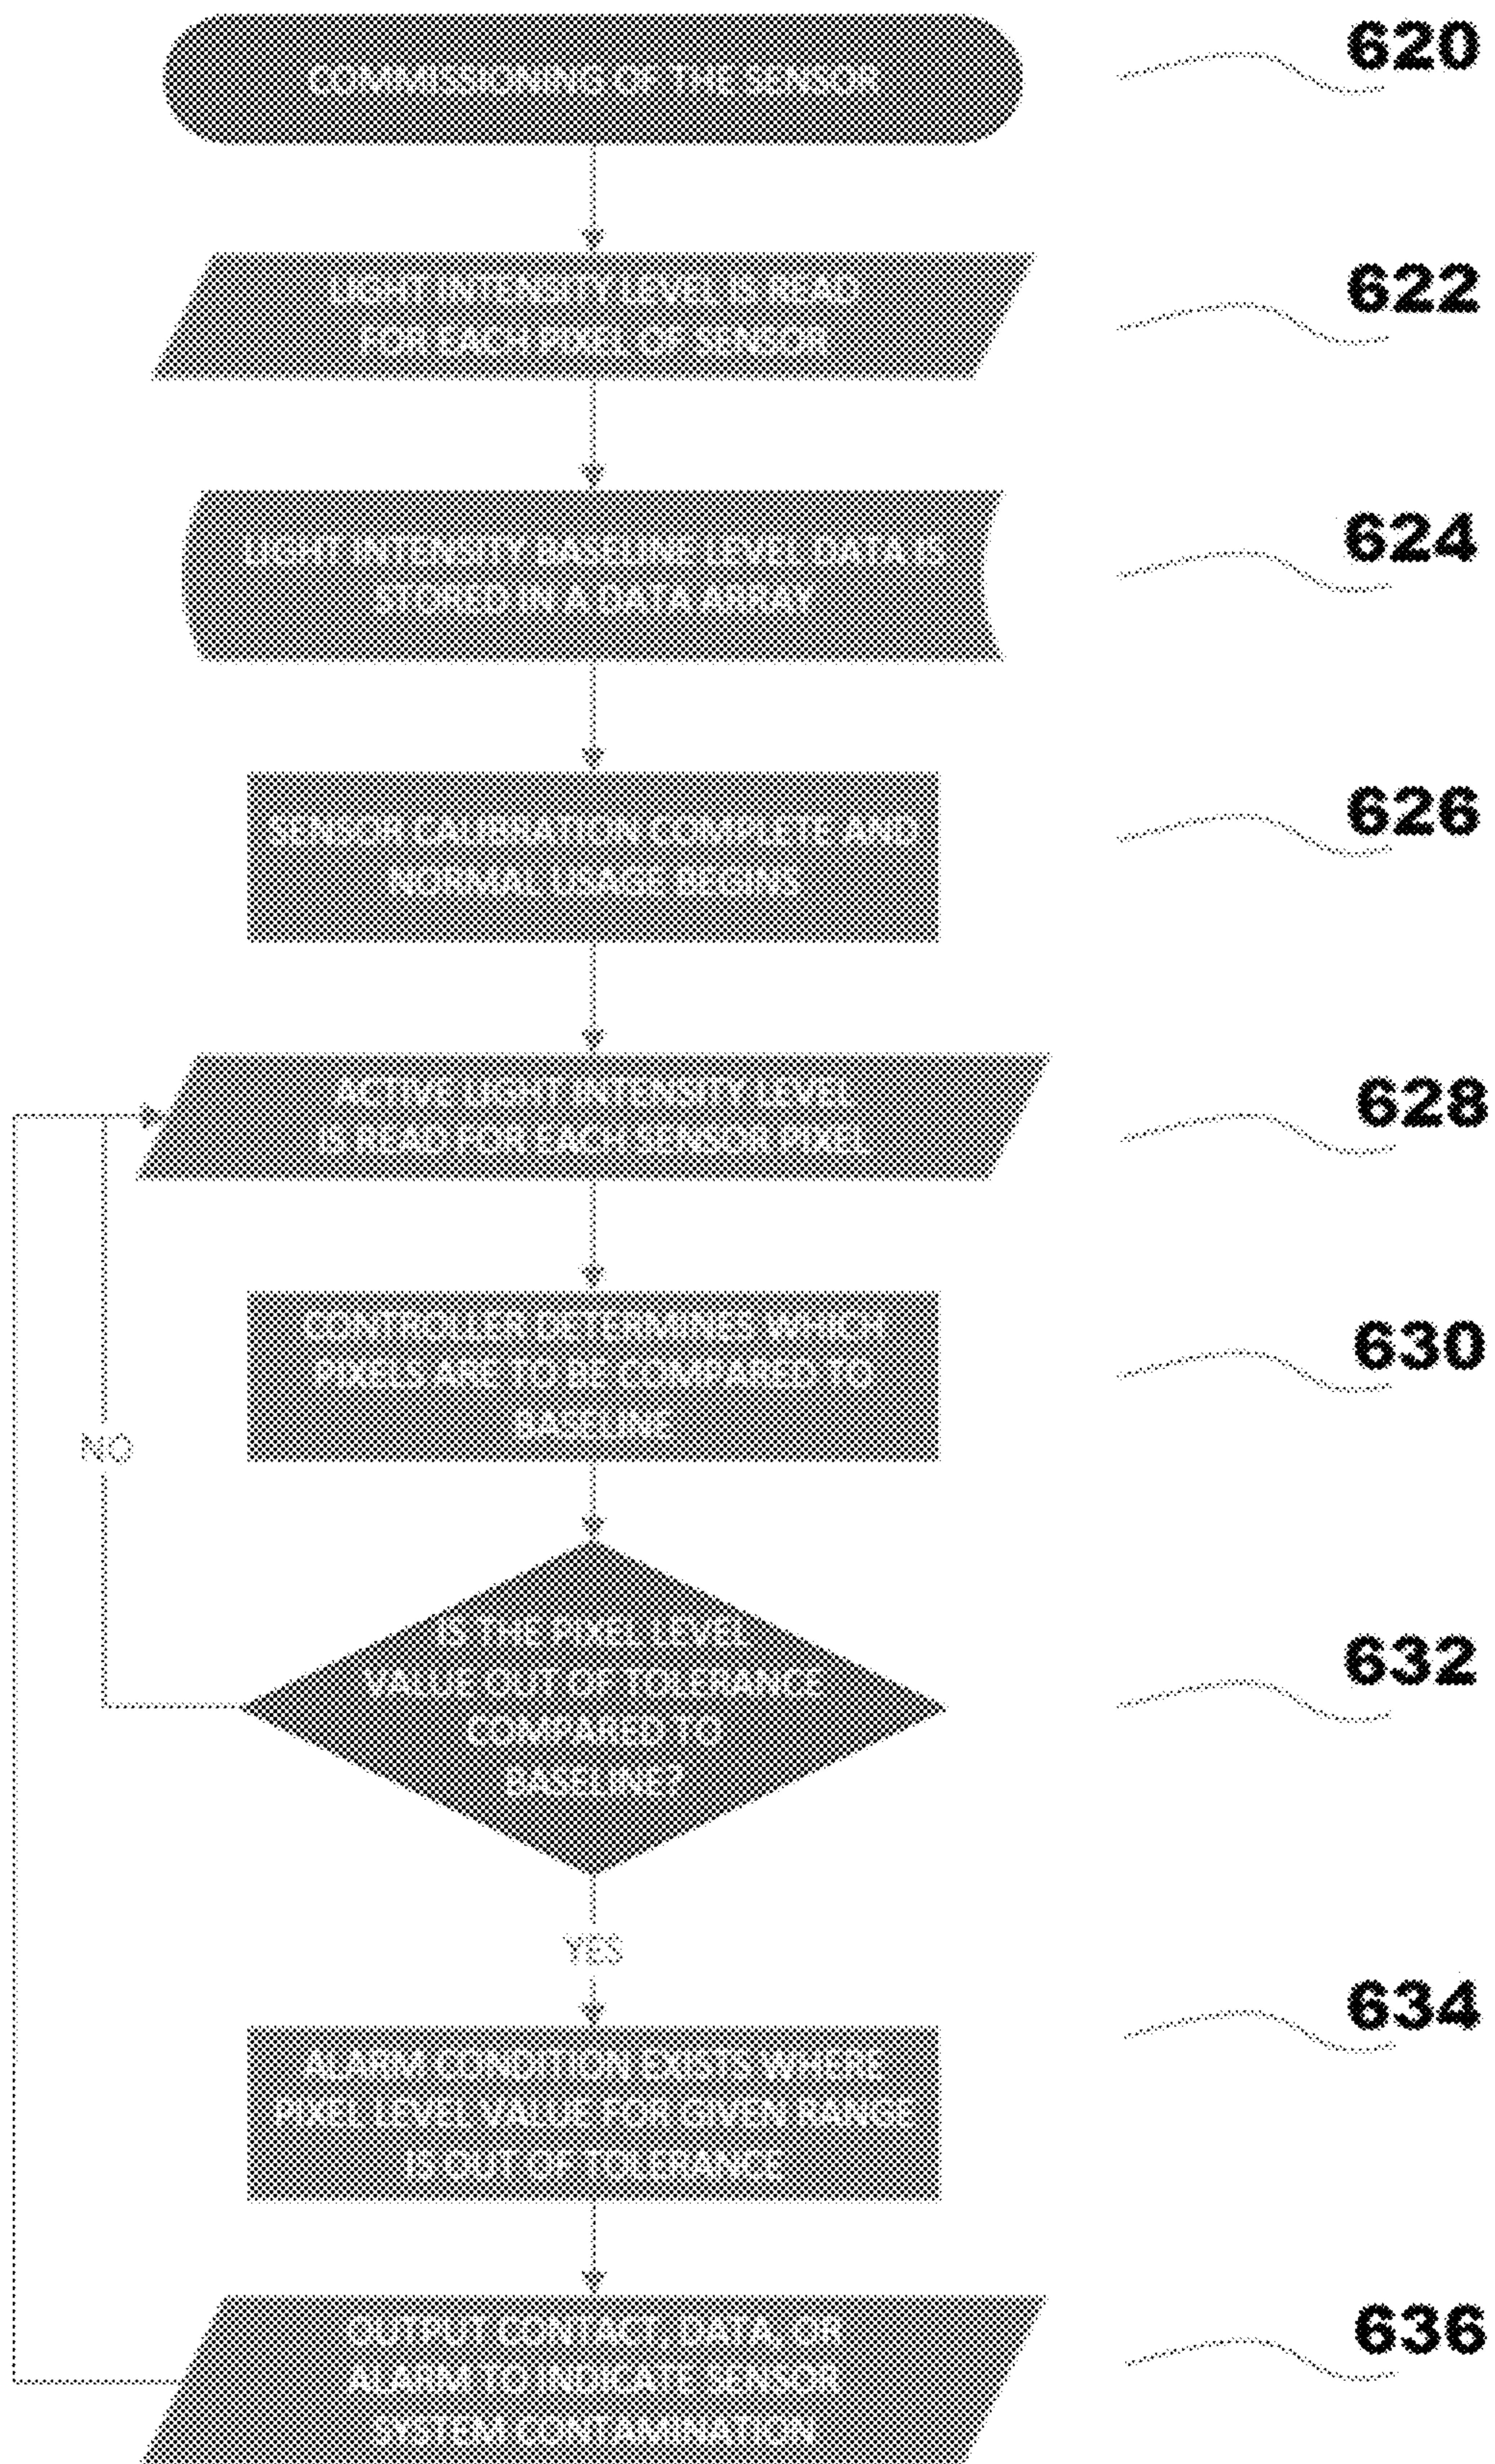 COMMISSIONING OF THE SENSOR
620
LIGHT INTENSITY LEVEL IS READ
FOR EACH PIXEL OF SENSOR
622
LIGHT INTENSITY BASELINE LEVEL DATA IS
STORED IN A DATA ARRAY
624
SENSOR CALIBRATION COMPLETE AND
NORMAL USAGE BEGINS
626
ACTIVE LIGHT INTENSITY LEVEL
IS READ FOR EACH SENSOR PIXEL
628
CONTROLLER DETERMINES WHICH
PIXELS ARE TO BE COMPARED TO
BASELINE
630
NO
IS THE PIXEL LEVEL
VALUE OUT OF TOLERANCE
COMPARED TO
BASELINE?
632
YES
ALARM CONDITION EXISTS WHERE
PIXEL LEVEL VALUE FOR GIVEN RANGE
IS OUT OF TOLERANCE
634
OUTPUT CONTACT, DATA, OR
ALARM TO INDICATE SENSOR
SYSTEM CONTAMINATION
636